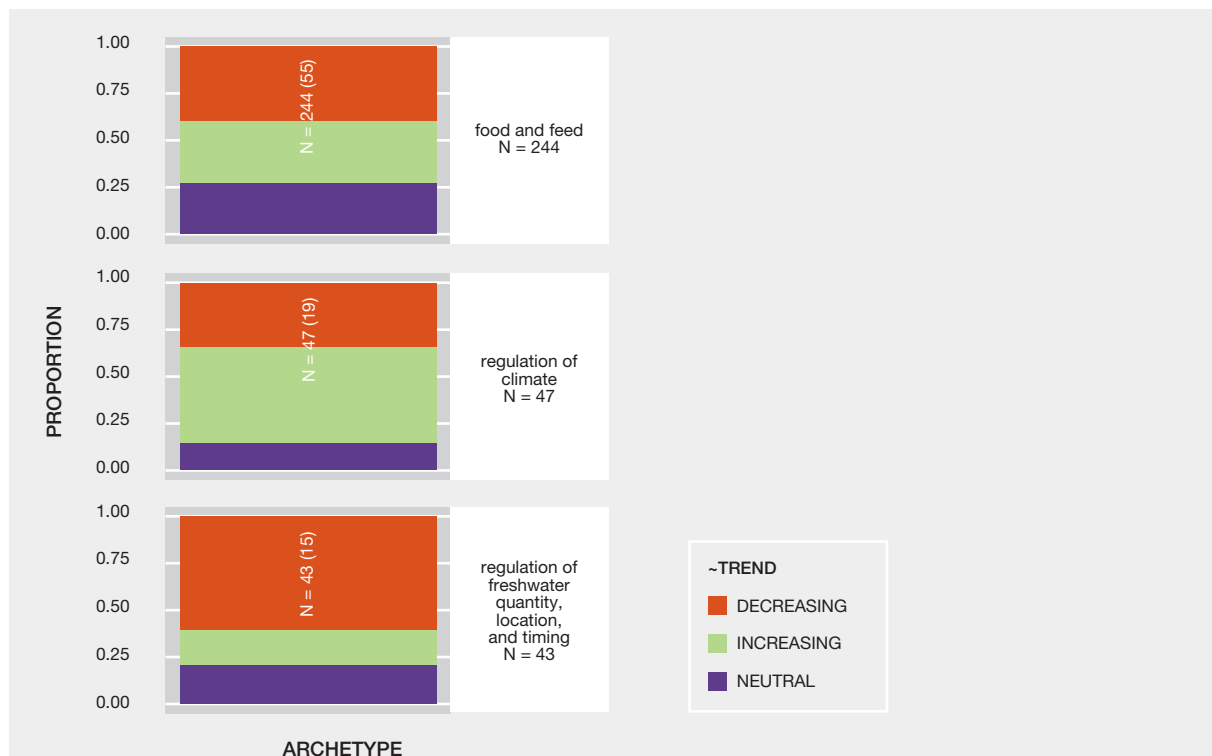 1.00
0.75
0.50
0.25
0.00
N = 244 (55)
food and feed
N = 244
1.00
0.75
0.50
0.25
0.00
N = 47 (19)
regulation of
climate
N = 47
PROPORTION
1.00
0.75
0.50
0.25
0.00
N = 43 (15)
regulation of
freshwater
quantity,
location,
and timing
N = 43
~TREND
DECREASING
INCREASING
NEUTRAL
ARCHETYPE